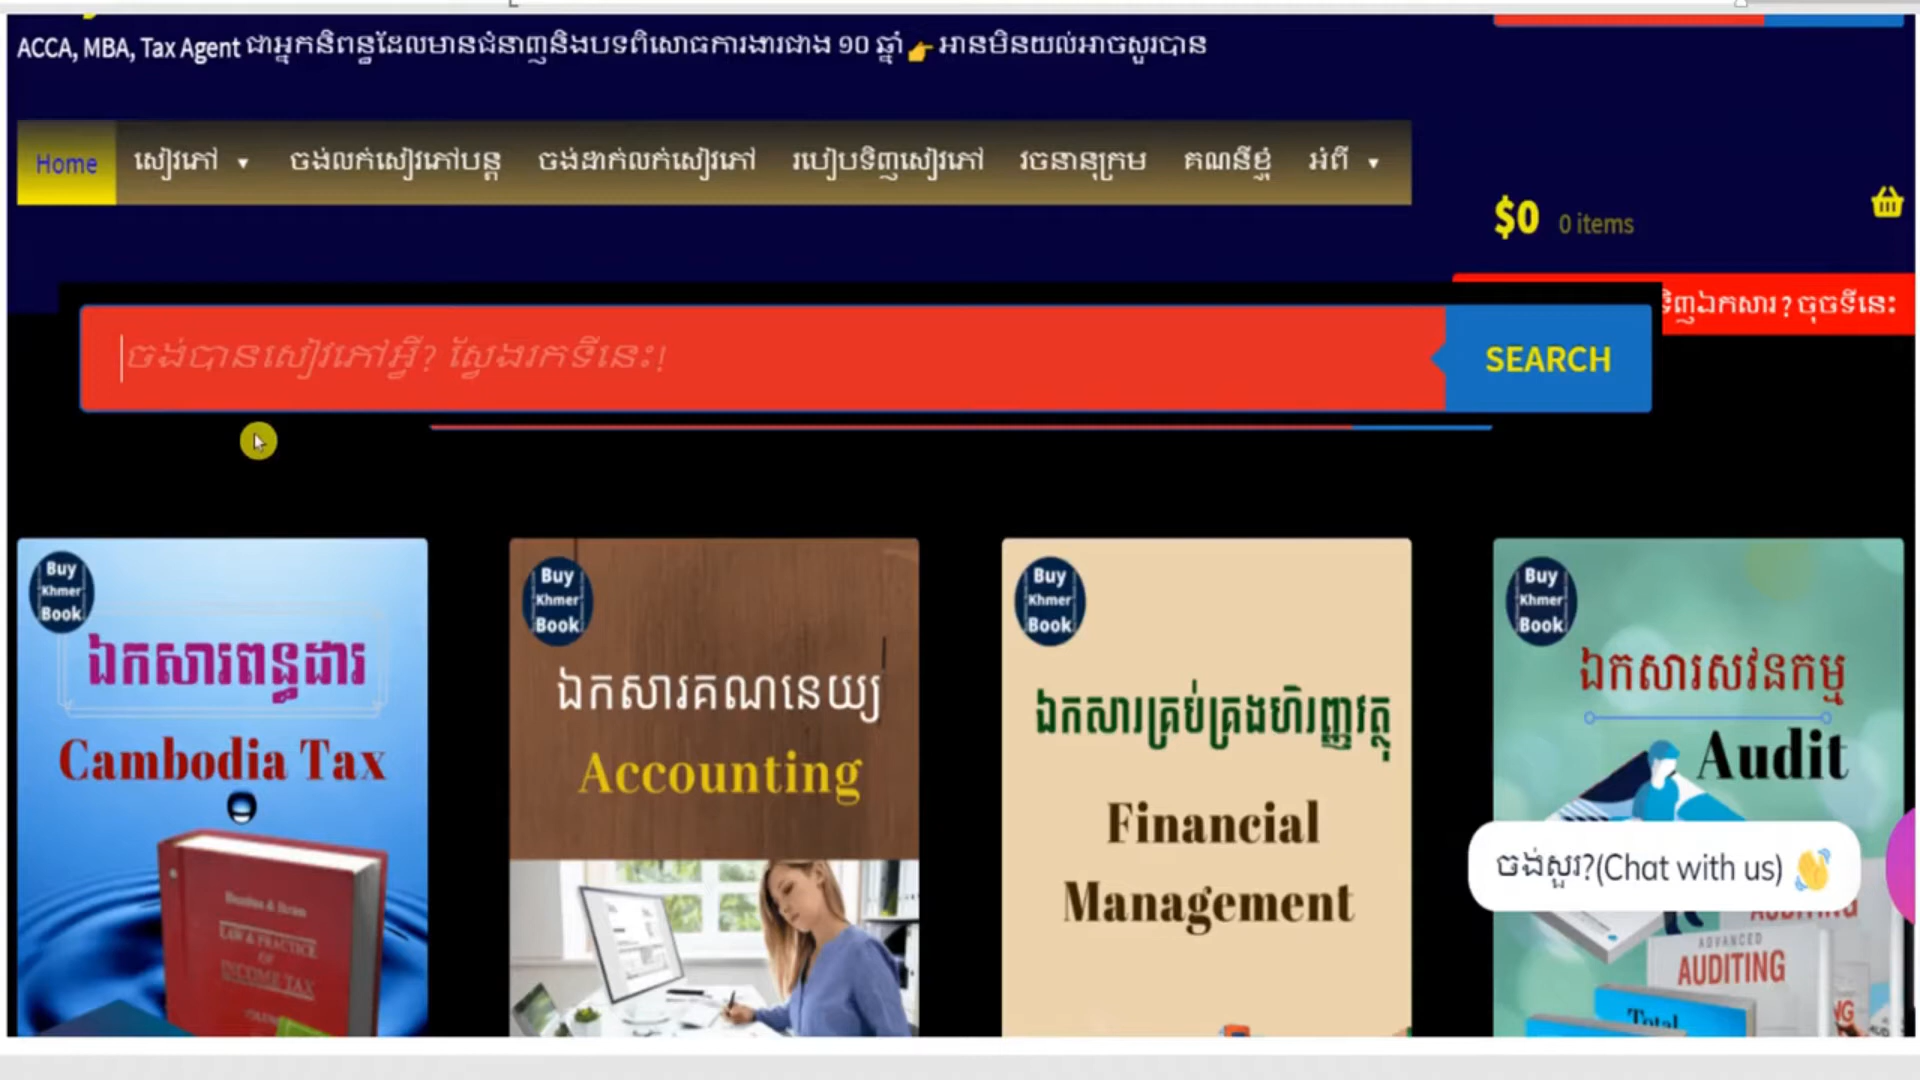 ACCA, MBA, Tax Agent ជាអ្នកនិពន្ធដែលមានជំនាញនិងបទពិសោធការងារជាង ១០ ឆ្នាំ 👉 អានមិនយល់អាចសួរបាន
Home សៀវភៅ ▼ ចង់លក់សៀវភៅបន្ត ចង់ដាក់លក់សៀវភៅ របៀបទិញសៀវភៅ វចនានុក្រម គណនីខ្ញុំ អំពី ▼
$0 0 items
ទិញឯកសារ ? ចុចទីនេះ
ចង់បានសៀវភៅអ្វី? ស្វែងរកទីនេះ!
SEARCH
Buy
Khmer
Book
ឯកសារពន្ធដារ
Cambodia Tax
LAW & PRACTICE
OF
INCOME TAX
Buy
Khmer
Book
ឯកសារគណនេយ្យ
Accounting
Buy
Khmer
Book
ឯកសារគ្រប់គ្រងហិរញ្ញវត្ថុ
Financial
Management
Buy
Khmer
Book
ឯកសារសវនកម្ម
Audit
ចង់សួរ?(Chat with us) 👋
AUDITING
ADVANCED
AUDITING
Total